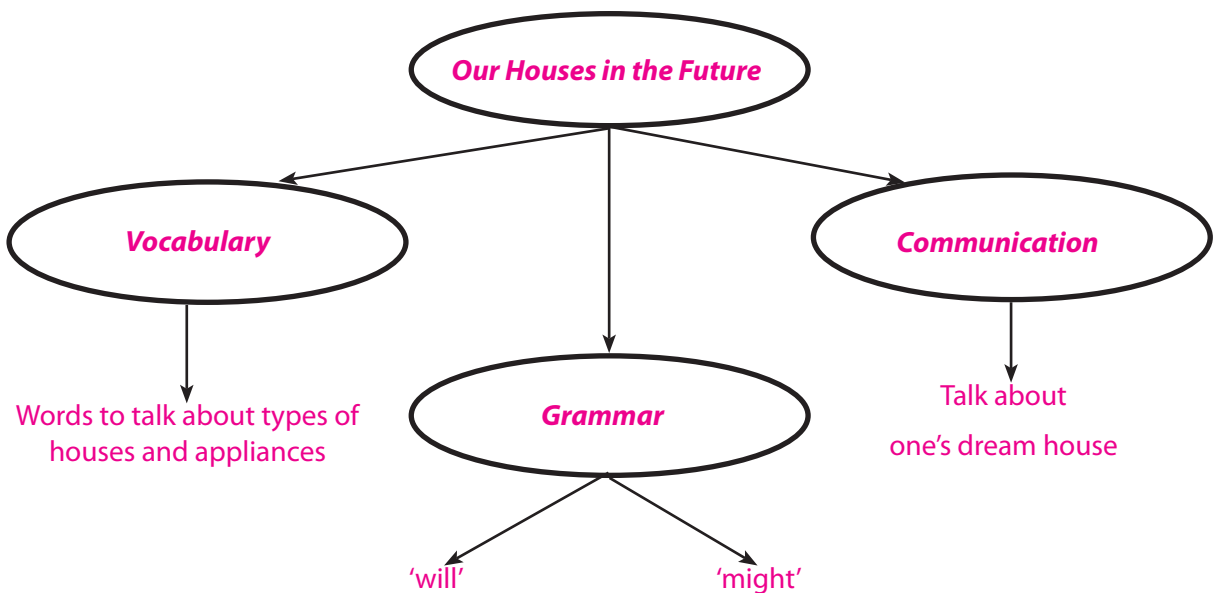 Our Houses in the Future
Vocabulary
Communication
Words to talk about types of
houses and appliances
Grammar
Talk about
one’s dream house
‘will’
‘might’